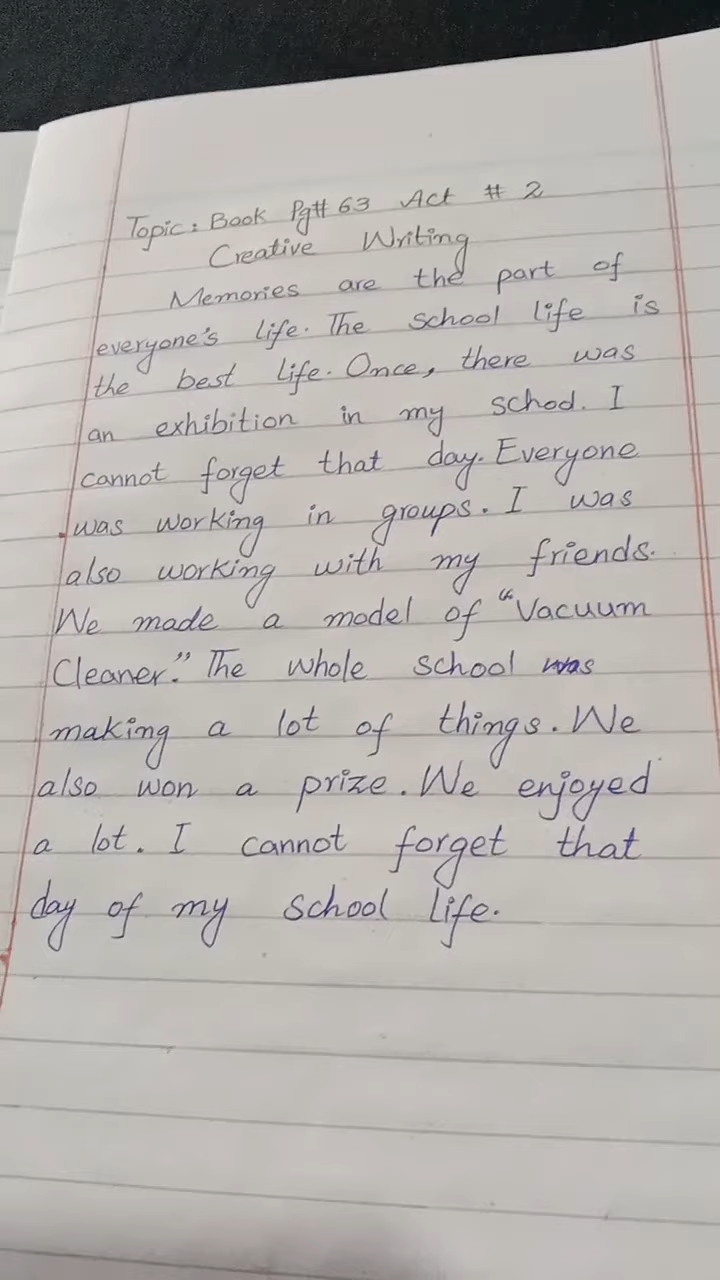 Topic: Book Pg# 63 Act # 2
Creative Writing
Memories are the part of
everyone's life. The school life is
the best life. Once, there was
an exhibition in my school. I
cannot forget that day. Everyone
was working in groups. I was
also working with my friends.
We made a model of "Vacuum
Cleaner." The whole school was
making a lot of things. We
also won a prize. We enjoyed
a lot. I cannot forget that
day of my school life.